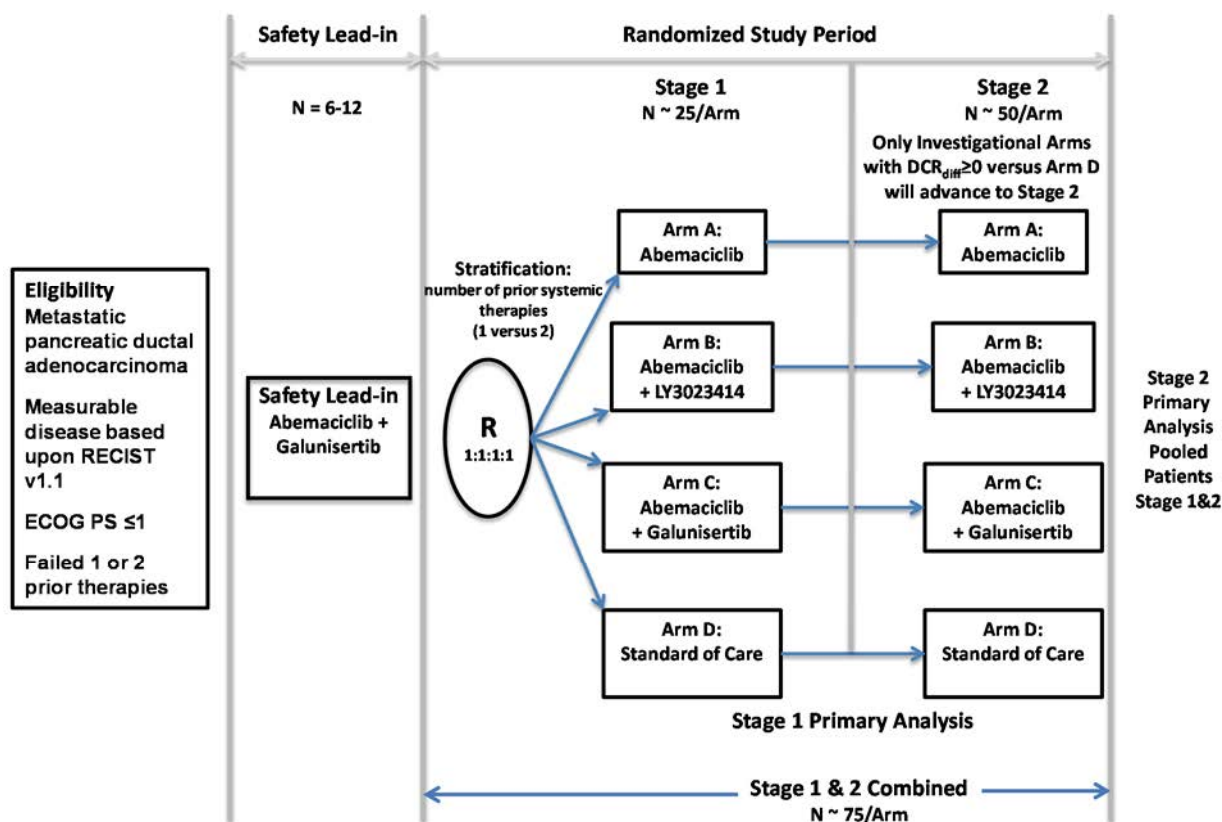 Safety Lead-in
Randomized Study Period
N = 6-12
Stage 1
N ~ 25/Arm
Stage 2
N ~ 50/Arm
Only Investigational Arms
with DCRdiff≥0 versus Arm D
will advance to Stage 2
Eligibility
Metastatic
pancreatic ductal
adenocarcinoma
Measurable
disease based
upon RECIST
v1.1
ECOG PS ≤1
Failed 1 or 2
prior therapies
Safety Lead-in
Abemaciclib +
Galunisertib
Stratification:
number of prior systemic
therapies
(1 versus 2)
R
1:1:1:1
Arm A:
Abemaciclib
Arm B:
Abemaciclib
+ LY3023414
Arm C:
Abemaciclib
+ Galunisertib
Arm D:
Standard of Care
Arm A:
Abemaciclib
Arm B:
Abemaciclib
+ LY3023414
Arm C:
Abemaciclib
+ Galunisertib
Arm D:
Standard of Care
Stage 2
Primary
Analysis
Pooled
Patients
Stage 1&2
Stage 1 Primary Analysis
Stage 1 & 2 Combined
N ~ 75/Arm